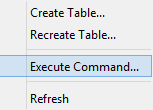 Create Table...
Recreate Table...
Execute Command...
Refresh